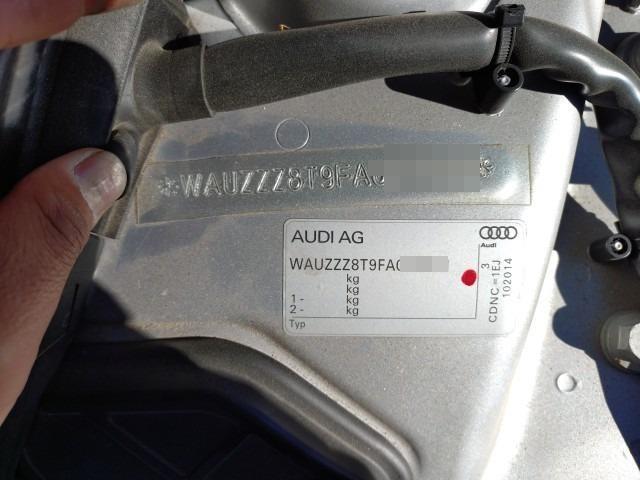 *WAUZZZ8T9FA
AUDI AG
Audi
WAUZZZ8T9FA
kg
kg
1 - kg
2 - kg
Typ
3
CDNC =1EJ
102014